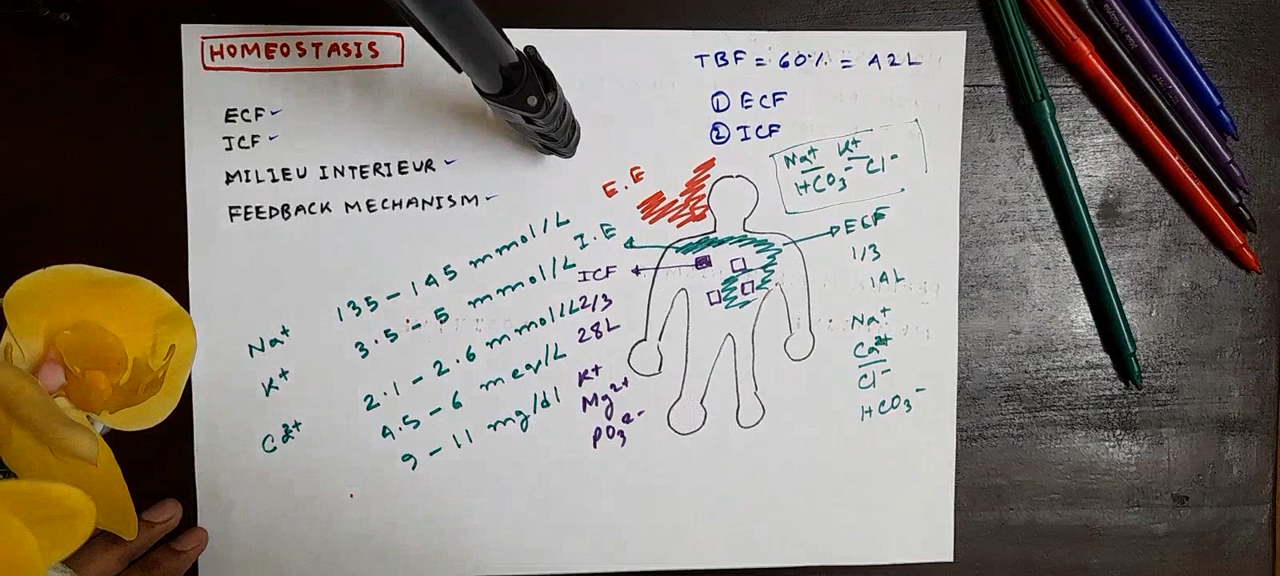 HOMEOSTASIS
ECF
ICF
MILIEU INTERIEUR
FEEDBACK MECHANISM
TBF = 60% = 42L
① ECF
② ICF
Na+ K+
HCO3- Cl-
E.E
I.E
ICF
2/3
28L
K+
Mg2+
ECF
1/3
14L
Na+
Ca2+
Cl-
HCO3-
Na+ 135-145 mmol/L
K+ 3.5-5 mmol/L
Ca2+ 2.1-2.6 mmol/L
4.5-6 meq/L
9-11 mg/dl